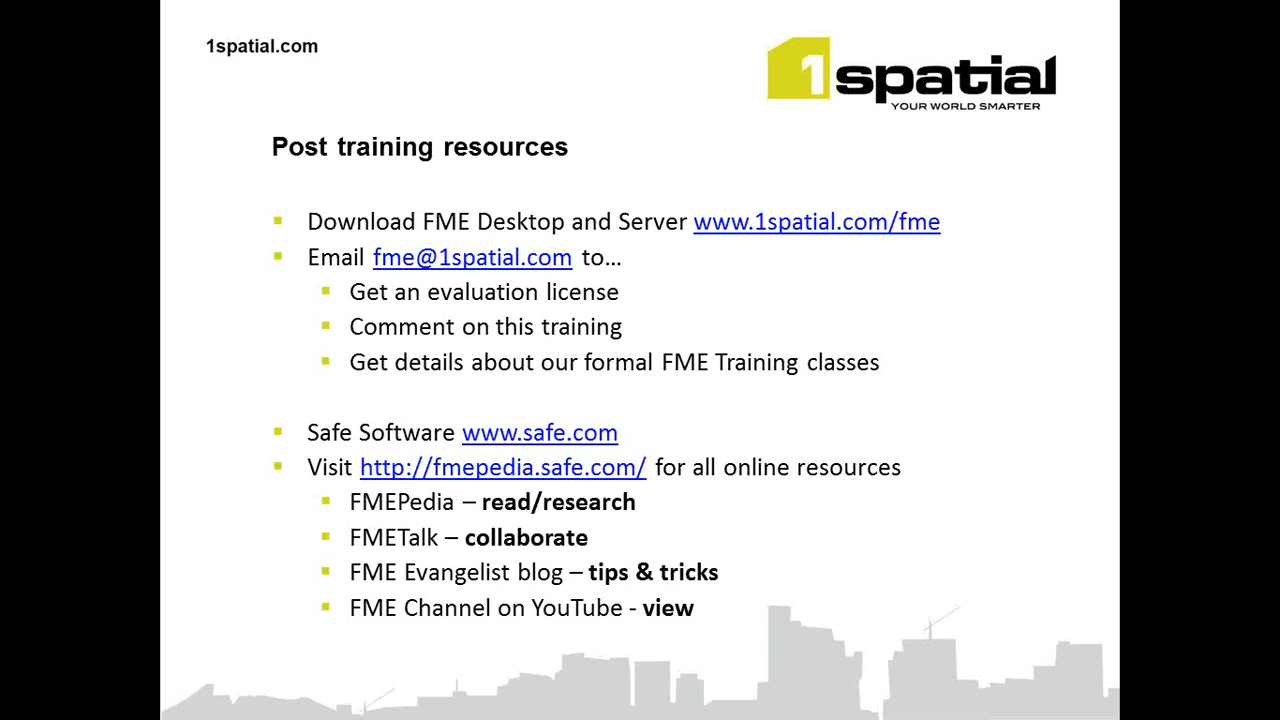 1spatial.com
1spatial
YOUR WORLD SMARTER
Post training resources
Download FME Desktop and Server www.1spatial.com/fme
Email fme@1spatial.com to…
Get an evaluation license
Comment on this training
Get details about our formal FME Training classes
Safe Software www.safe.com
Visit http://fmepedia.safe.com/ for all online resources
FMEPedia – read/research
FMETalk – collaborate
FME Evangelist blog – tips & tricks
FME Channel on YouTube - view